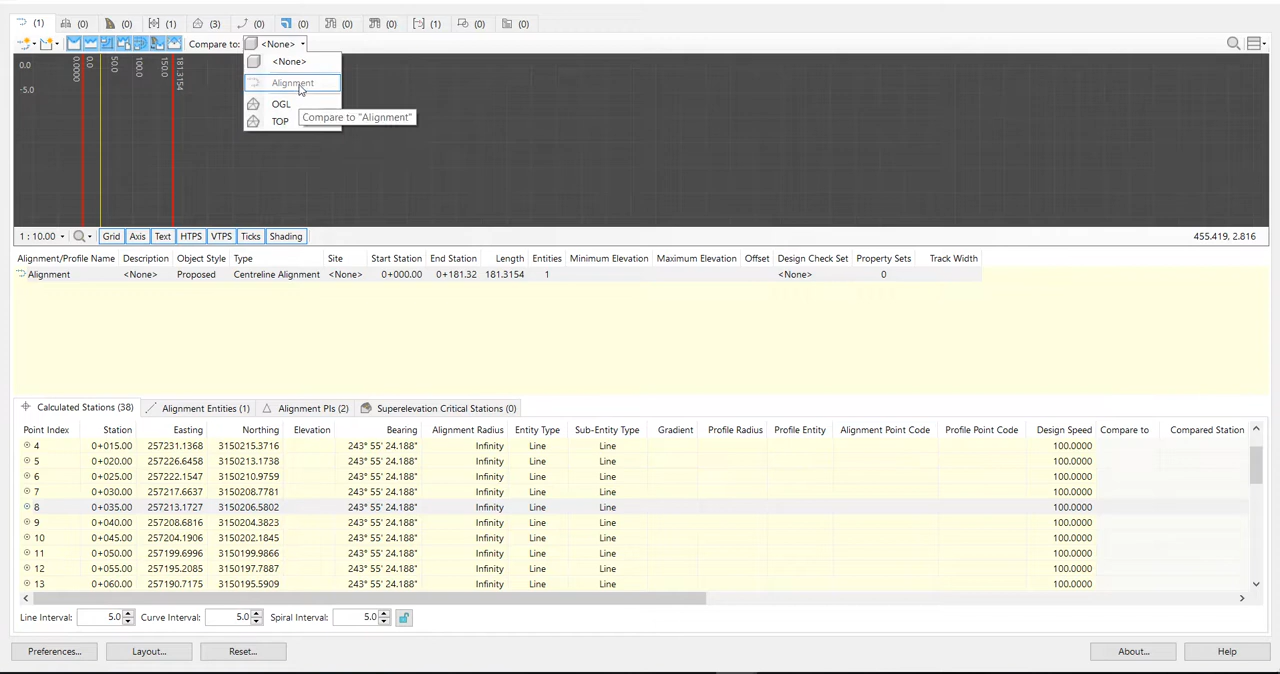 (1) (0) (0) (1) (3) (0) (0) (0) (0) (1) (0) (0)
Compare to: <None>
<None>
Alignment
OGL
TOP
Compare to "Alignment"
0.0
-5.0
0.0000
0.0
50.0
100.0
150.0
181.3154
1 : 10.00 Grid Axis Text HTPS VTPS Ticks Shading 455.419, 2.816
Alignment/Profile Name Description Object Style Type Site Start Station End Station Length Entities Minimum Elevation Maximum Elevation Offset Design Check Set Property Sets Track Width
Alignment <None> Proposed Centreline Alignment <None> 0+000.00 0+181.32 181.3154 1 <None> 0
Calculated Stations (38) Alignment Entities (1) Alignment PIs (2) Superelevation Critical Stations (0)
Point Index Station Easting Northing Elevation Bearing Alignment Radius Entity Type Sub-Entity Type Gradient Profile Radius Profile Entity Alignment Point Code Profile Point Code Design Speed Compare to Compared Station
4 0+015.00 257231.1368 3150215.3716 243° 55' 24.188" Infinity Line Line 100.0000
5 0+020.00 257226.6458 3150213.1738 243° 55' 24.188" Infinity Line Line 100.0000
6 0+025.00 257222.1547 3150210.9759 243° 55' 24.188" Infinity Line Line 100.0000
7 0+030.00 257217.6637 3150208.7781 243° 55' 24.188" Infinity Line Line 100.0000
8 0+035.00 257213.1727 3150206.5802 243° 55' 24.188" Infinity Line Line 100.0000
9 0+040.00 257208.6816 3150204.3823 243° 55' 24.188" Infinity Line Line 100.0000
10 0+045.00 257204.1906 3150202.1845 243° 55' 24.188" Infinity Line Line 100.0000
11 0+050.00 257199.6996 3150199.9866 243° 55' 24.188" Infinity Line Line 100.0000
12 0+055.00 257195.2085 3150197.7887 243° 55' 24.188" Infinity Line Line 100.0000
13 0+060.00 257190.7175 3150195.5909 243° 55' 24.188" Infinity Line Line 100.0000
Line Interval: 5.0 Curve Interval: 5.0 Spiral Interval: 5.0
Preferences... Layout... Reset... About... Help